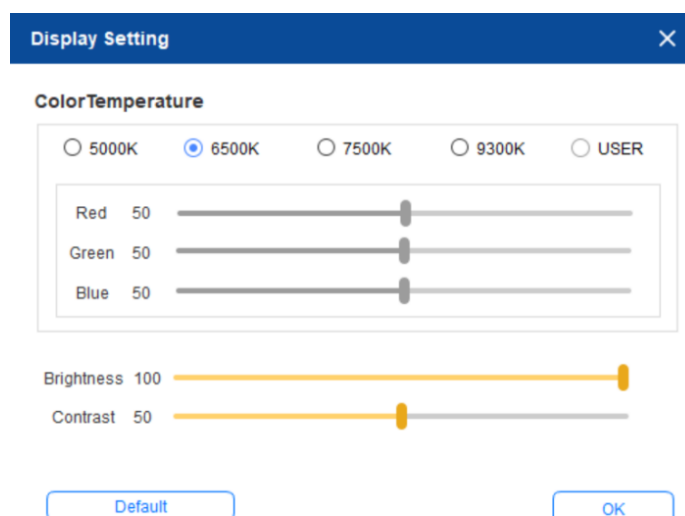 Display Setting
ColorTemperature
5000K 6500K 7500K 9300K USER
Red 50
Green 50
Blue 50
Brightness 100
Contrast 50
Default OK